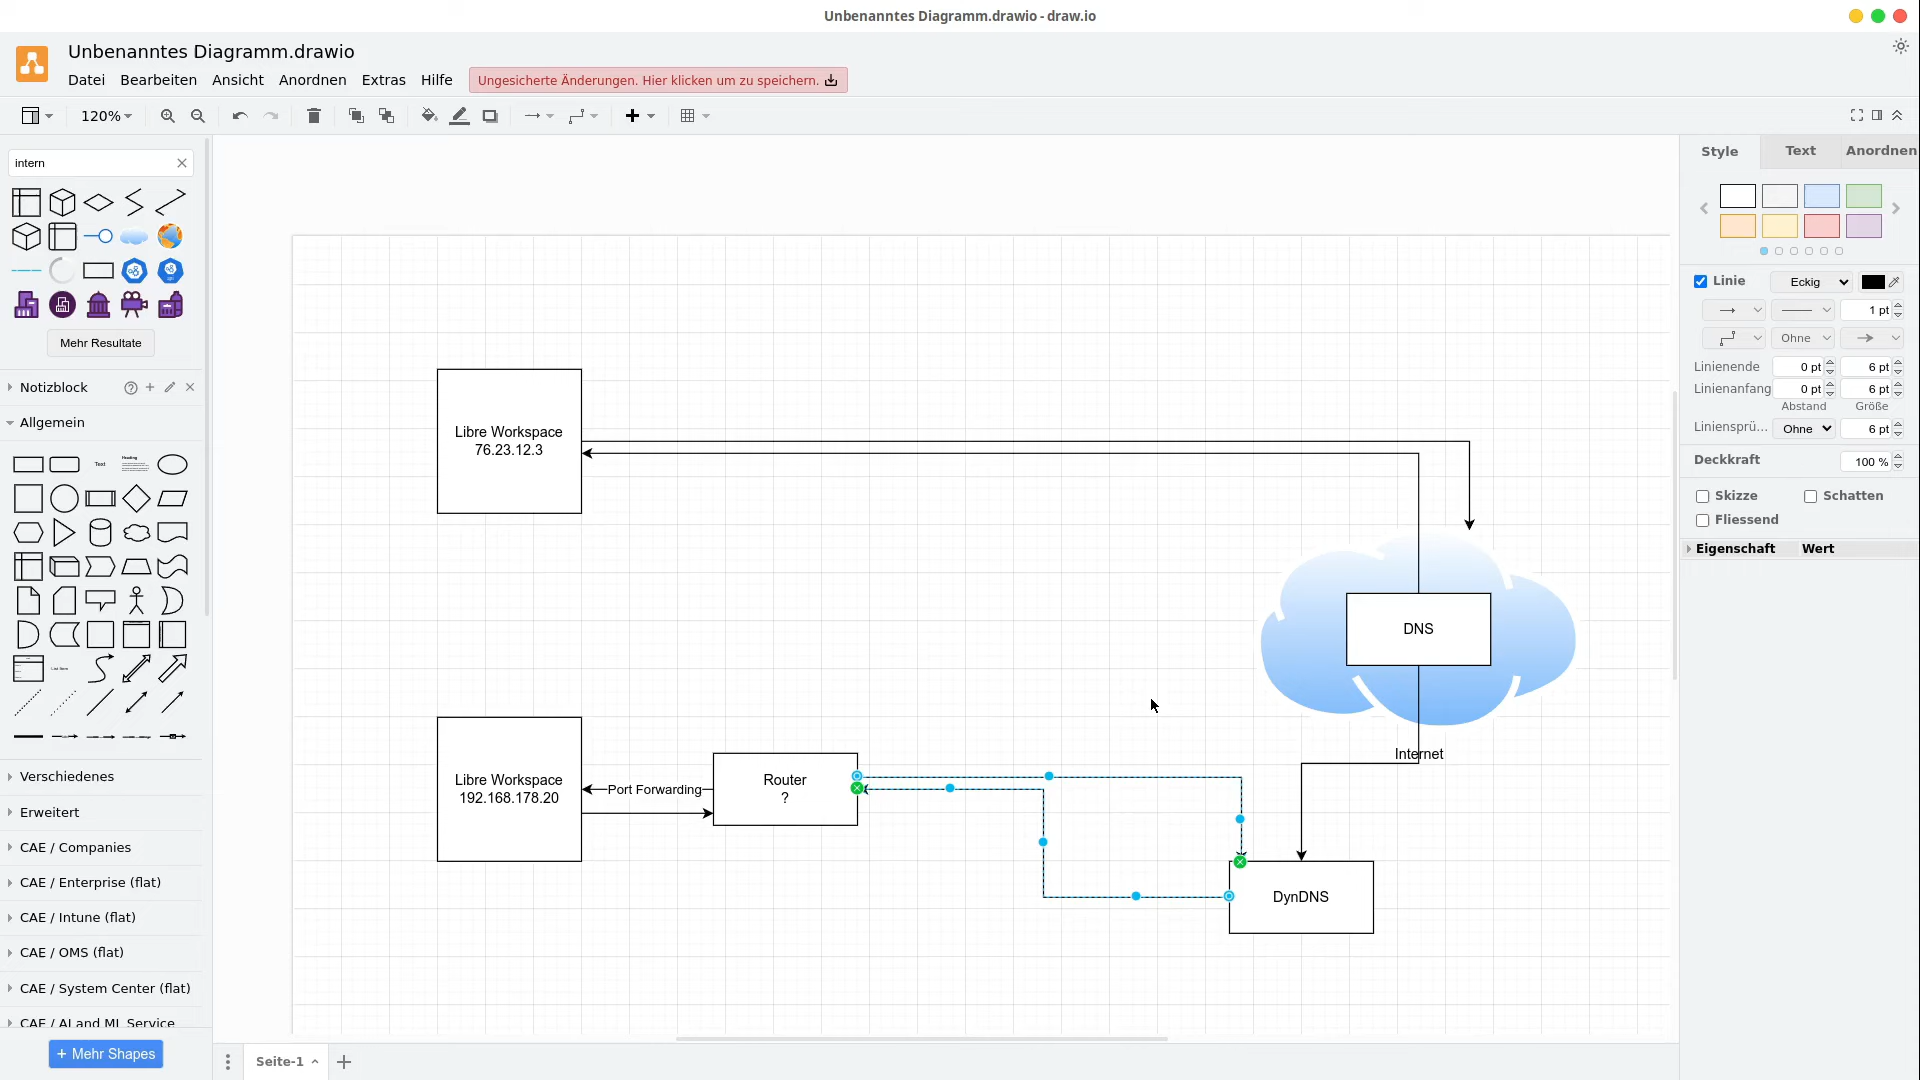 Unbenanntes Diagramm.drawio - draw.io
Unbenanntes Diagramm.drawio
Datei Bearbeiten Ansicht Anordnen Extras Hilfe
Ungesicherte Änderungen. Hier klicken um zu speichern.
120%
intern
Mehr Resultate
Notizblock
Allgemein
Text
Heading
List Item
Verschiedenes
Erweitert
CAE / Companies
CAE / Enterprise (flat)
CAE / Intune (flat)
CAE / OMS (flat)
CAE / System Center (flat)
CAE / AI and ML Service
+ Mehr Shapes
Libre Workspace
76.23.12.3
DNS
Internet
Libre Workspace
192.168.178.20
Port Forwarding
Router
?
DynDNS
Seite-1
Style Text Anordnen
Linie Eckig
1 pt
Ohne
Linienende 0 pt 6 pt
Linienanfang 0 pt 6 pt
Abstand Größe
Liniensprü... Ohne 6 pt
Deckkraft 100 %
Skizze Schatten
Fliessend
Eigenschaft Wert